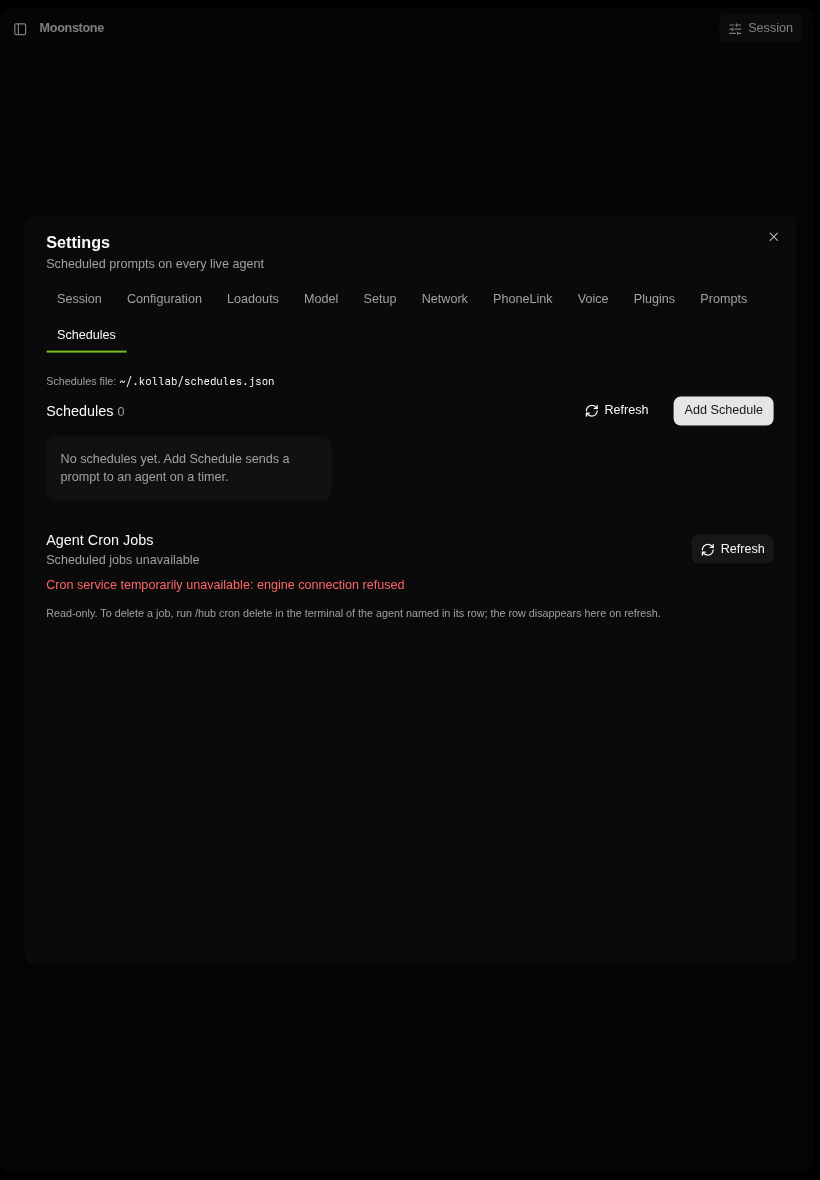 Moonstone
Session
Settings
Scheduled prompts on every live agent
Session Configuration Loadouts Model Setup Network PhoneLink Voice Plugins Prompts
Schedules
Schedules file: ~/.kollab/schedules.json
Schedules 0
Refresh
Add Schedule
No schedules yet. Add Schedule sends a
prompt to an agent on a timer.
Agent Cron Jobs
Refresh
Scheduled jobs unavailable
Cron service temporarily unavailable: engine connection refused
Read-only. To delete a job, run /hub cron delete in the terminal of the agent named in its row; the row disappears here on refresh.